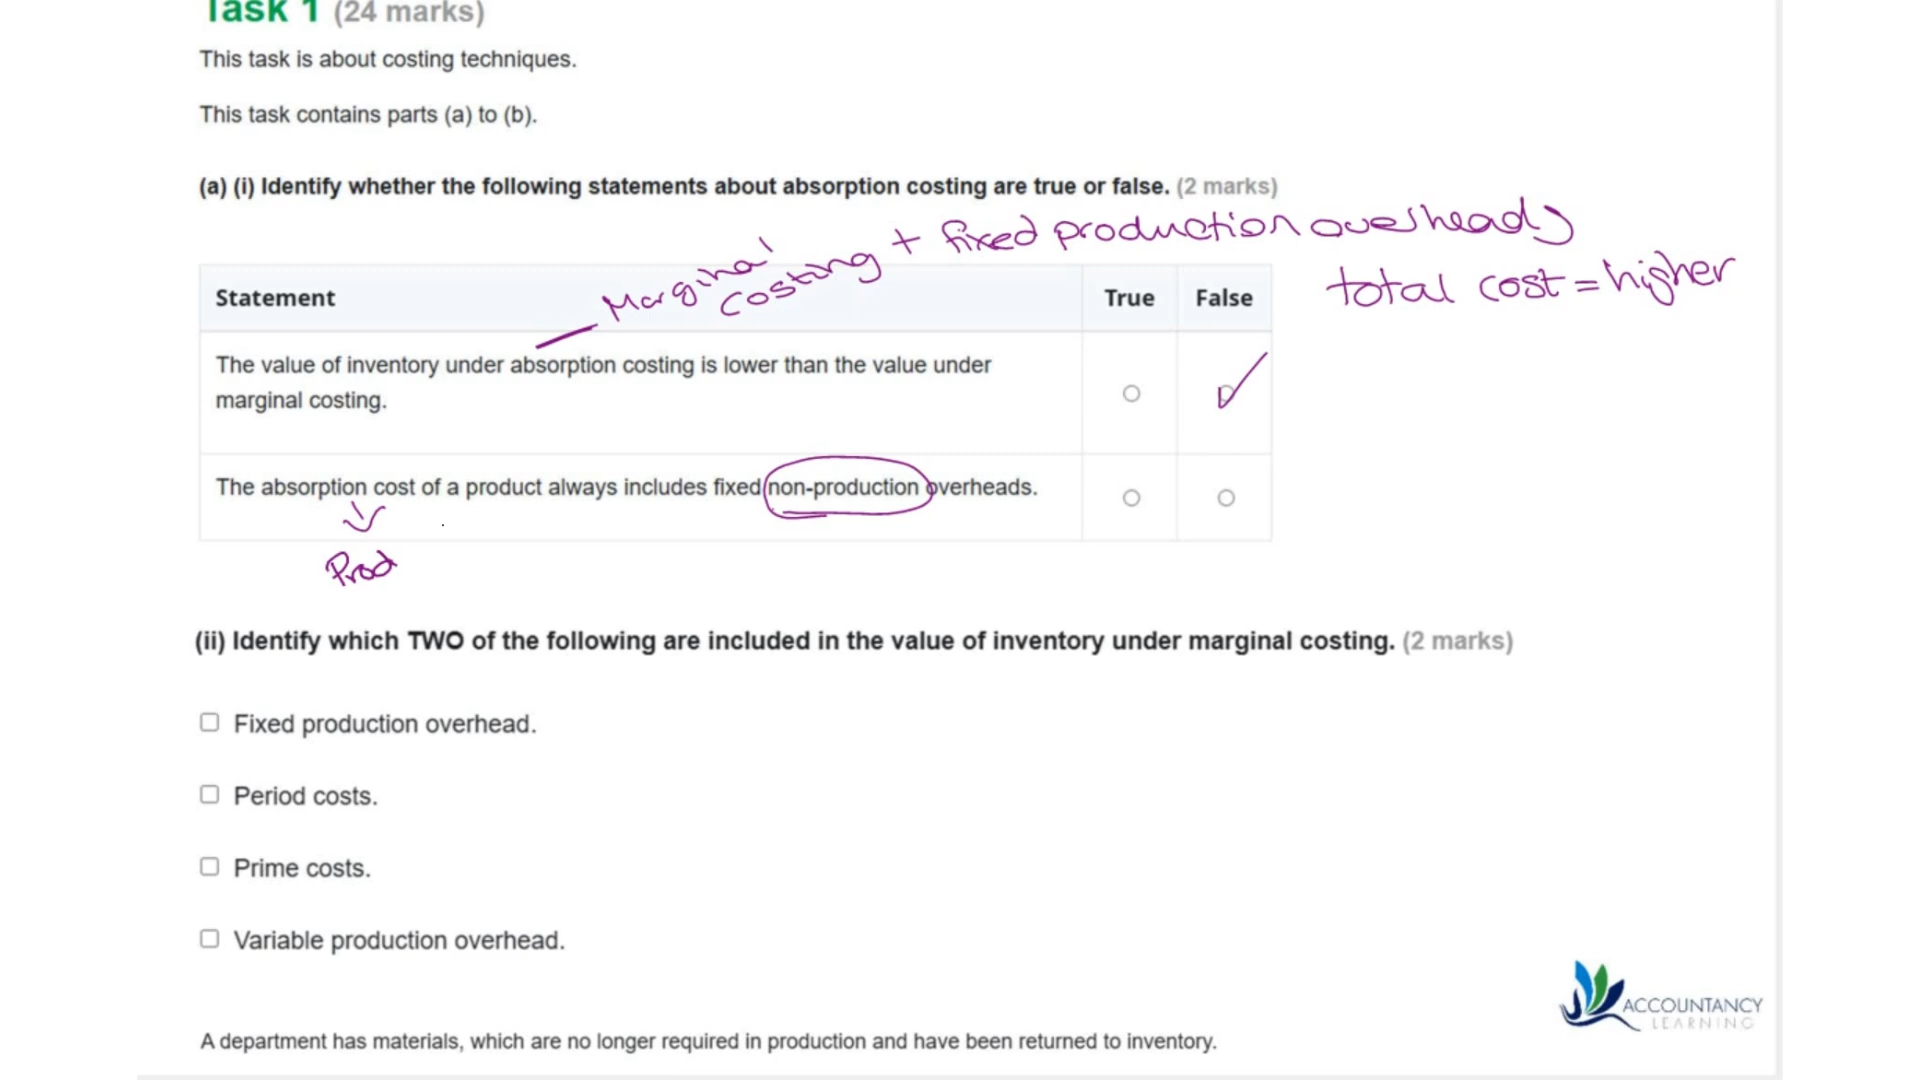 Task 1 (24 marks)
This task is about costing techniques.
This task contains parts (a) to (b).
(a) (i) Identify whether the following statements about absorption costing are true or false. (2 marks)
Marginal costing + fixed production overheads
total cost = higher
Statement True False
The value of inventory under absorption costing is lower than the value under
marginal costing.
The absorption cost of a product always includes fixed non-production overheads.
Prod
(ii) Identify which TWO of the following are included in the value of inventory under marginal costing. (2 marks)
Fixed production overhead.
Period costs.
Prime costs.
Variable production overhead.
ACCOUNTANCY
LEARNING
A department has materials, which are no longer required in production and have been returned to inventory.